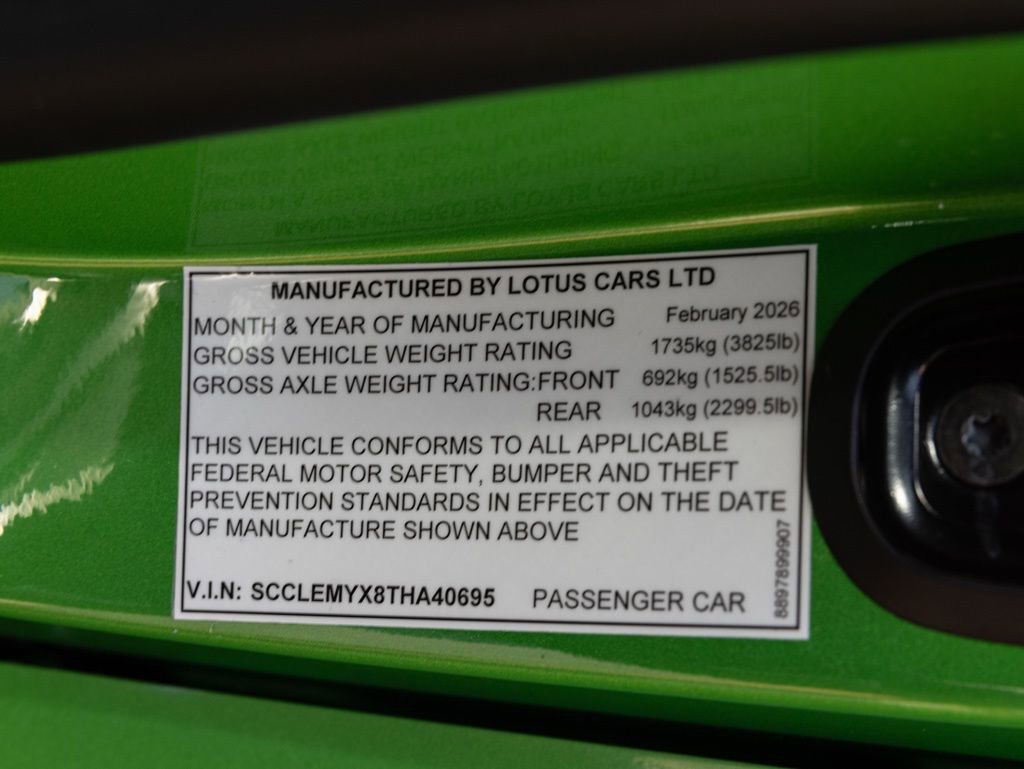 MANUFACTURED BY LOTUS CARS LTD
MONTH & YEAR OF MANUFACTURING February 2026
GROSS VEHICLE WEIGHT RATING 1735kg (3825lb)
GROSS AXLE WEIGHT RATING:FRONT 692kg (1525.5lb)
REAR 1043kg (2299.5lb)
THIS VEHICLE CONFORMS TO ALL APPLICABLE
FEDERAL MOTOR SAFETY, BUMPER AND THEFT
PREVENTION STANDARDS IN EFFECT ON THE DATE
OF MANUFACTURE SHOWN ABOVE
V.I.N: SCCLEMYX8THA40695 PASSENGER CAR
8897899907